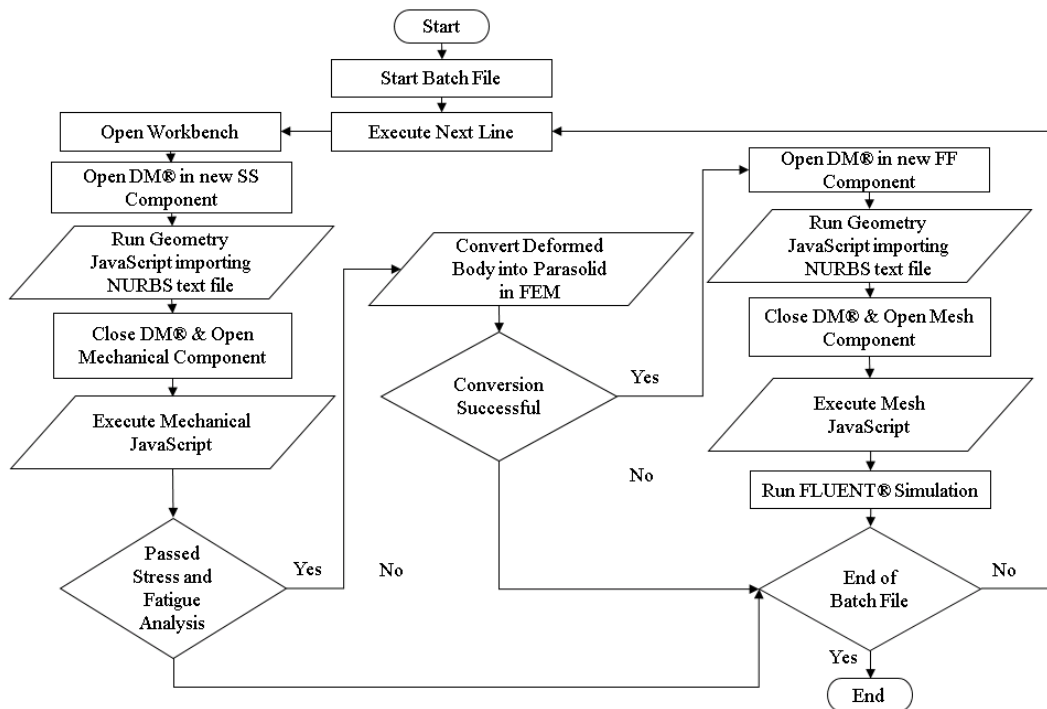 Start
Start Batch File
Execute Next Line
Open Workbench
Open DM® in new SS
Component
Run Geometry
JavaScript importing
NURBS text file
Close DM® & Open
Mechanical Component
Execute Mechanical
JavaScript
Passed
Stress and
Fatigue
Analysis
Yes
No
Convert Deformed
Body into Parasolid
in FEM
Conversion
Successful
Yes
No
Open DM® in new FF
Component
Run Geometry
JavaScript importing
NURBS text file
Close DM® & Open Mesh
Component
Execute Mesh
JavaScript
Run FLUENT® Simulation
End of
Batch File
No
Yes
End